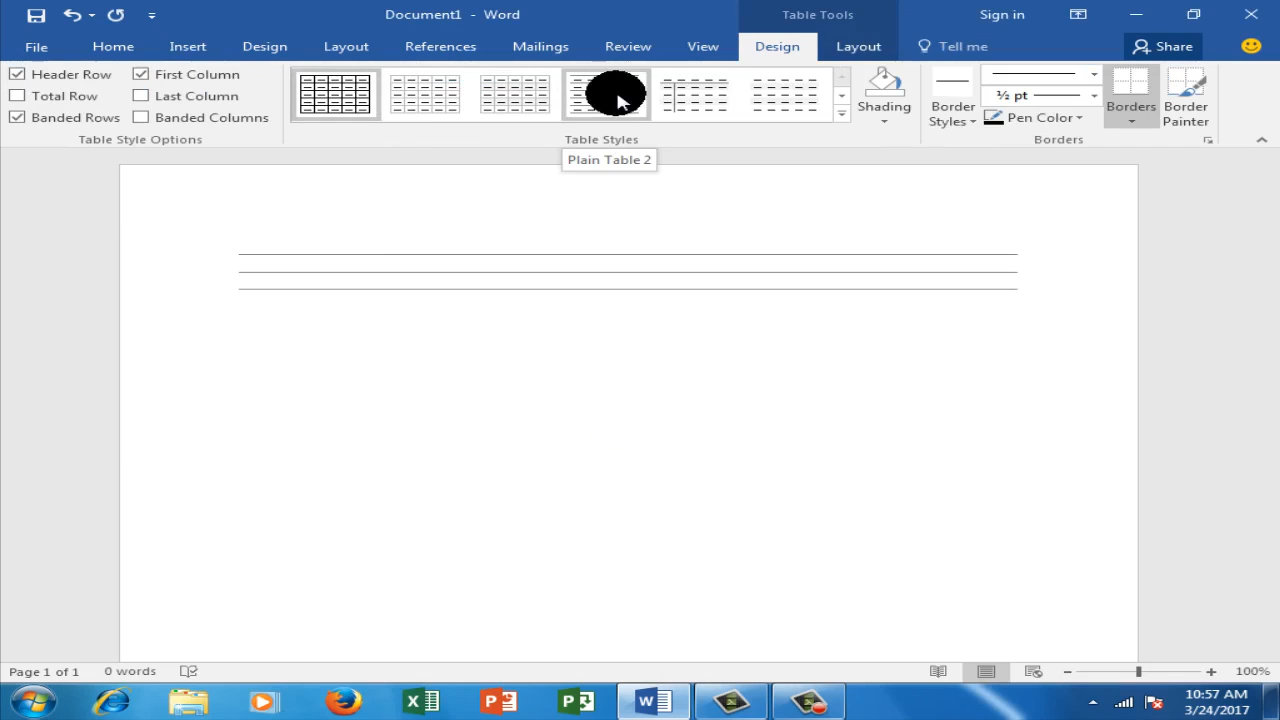 Document1 - Word
Table Tools
Sign in
File
Home
Insert
Design
Layout
References
Mailings
Review
View
Design
Layout
Tell me
Share
Header Row
First Column
Total Row
Last Column
Banded Rows
Banded Columns
Table Style Options
Table Styles
Shading
Border Styles
½ pt
Pen Color
Borders
Border Painter
Borders
Plain Table 2
Page 1 of 1
0 words
100%
10:57 AM
3/24/2017